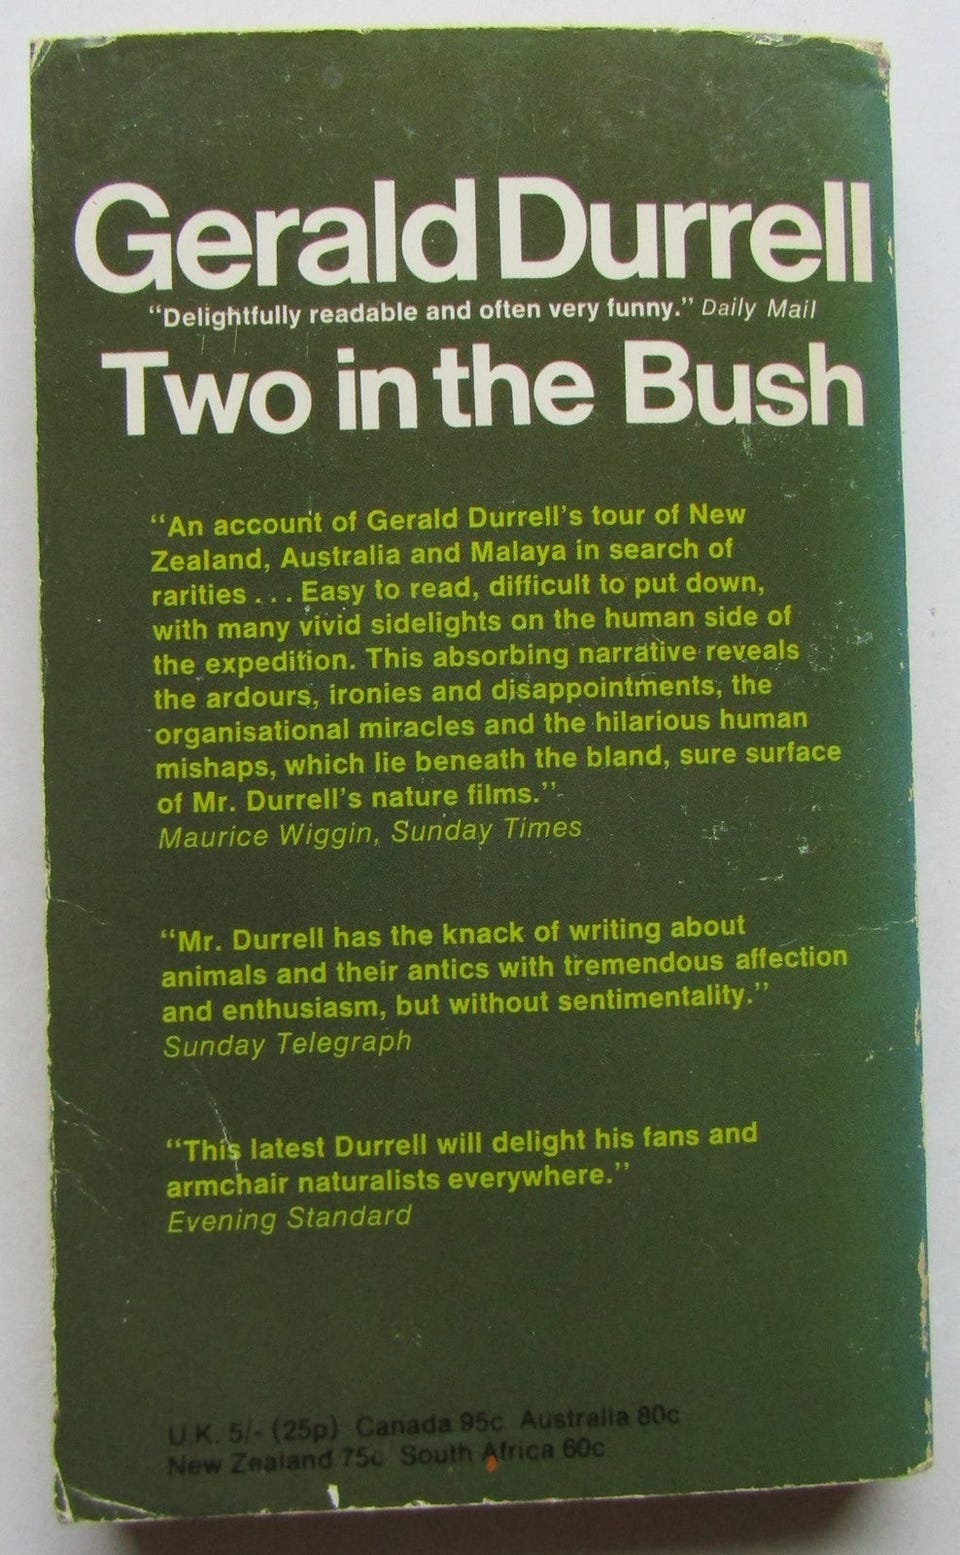 Gerald Durrell
“Delightfully readable and often very funny.” Daily Mail
Two in the Bush
“An account of Gerald Durrell’s tour of New
Zealand, Australia and Malaya in search of
rarities . . . Easy to read, difficult to put down,
with many vivid sidelights on the human side of
the expedition. This absorbing narrative reveals
the ardours, ironies and disappointments, the
organisational miracles and the hilarious human
mishaps, which lie beneath the bland, sure surface
of Mr. Durrell’s nature films.”
Maurice Wiggin, Sunday Times
“Mr. Durrell has the knack of writing about
animals and their antics with tremendous affection
and enthusiasm, but without sentimentality.”
Sunday Telegraph
“This latest Durrell will delight his fans and
armchair naturalists everywhere.”
Evening Standard
U.K. 5/- (25p) Canada 95c Australia 80c
New Zealand 75c South Africa 60c